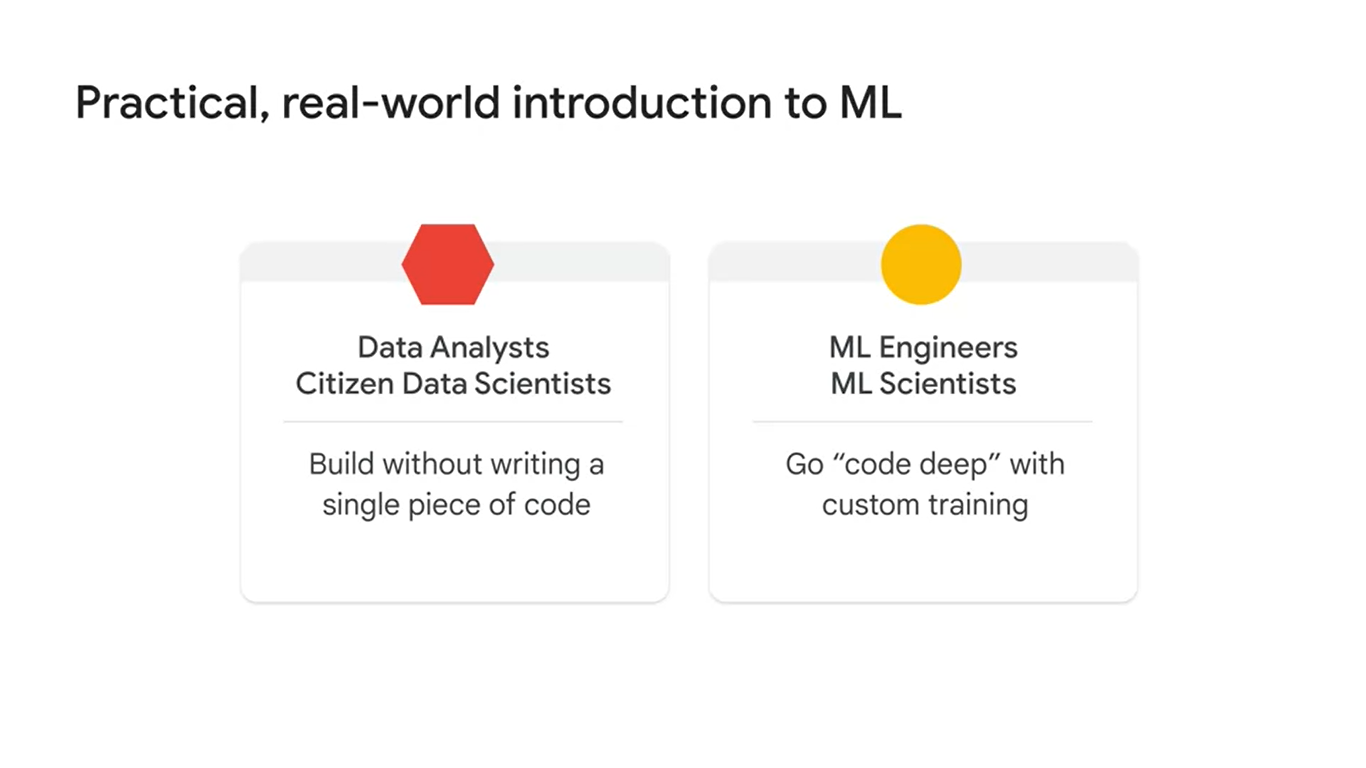 Practical, real-world introduction to ML
Data Analysts
Citizen Data Scientists
Build without writing a
single piece of code
ML Engineers
ML Scientists
Go “code deep” with
custom training